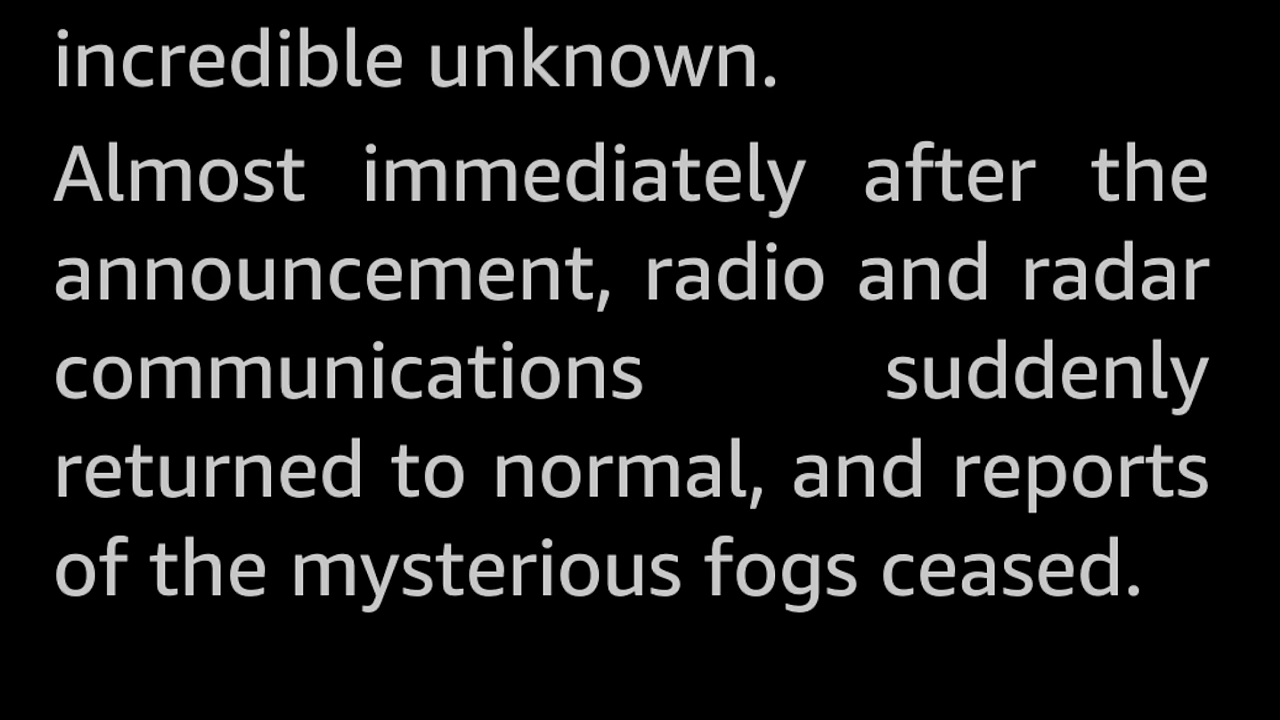 incredible unknown.
Almost immediately after the
announcement, radio and radar
communications suddenly
returned to normal, and reports
of the mysterious fogs ceased.